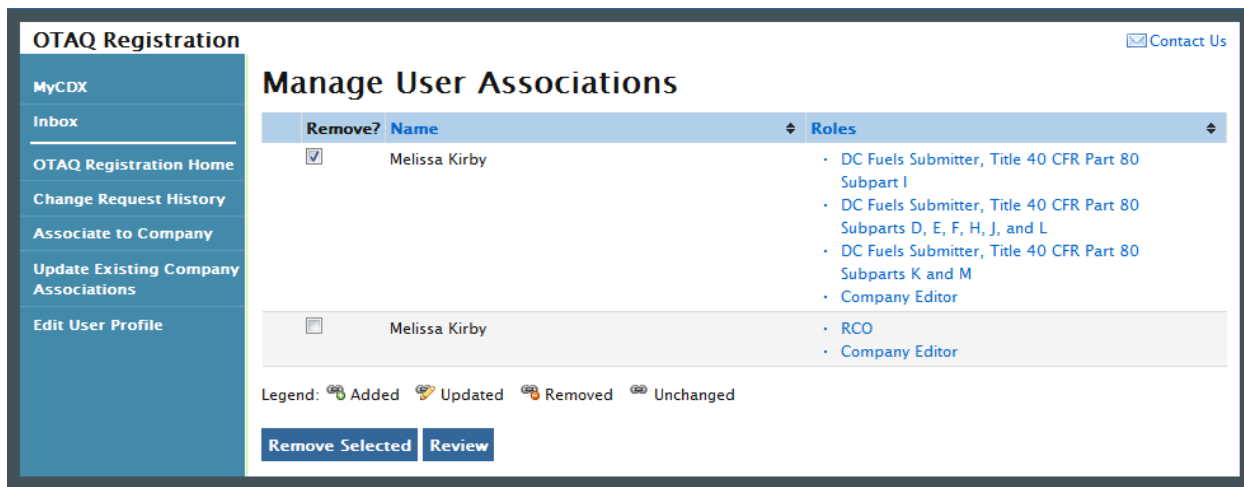 OTAQ Registration
Contact Us
MyCDX
Inbox
OTAQ Registration Home
Change Request History
Associate to Company
Update Existing Company
Associations
Edit User Profile
Manage User Associations
Remove? Name Roles
Melissa Kirby
· DC Fuels Submitter, Title 40 CFR Part 80
Subpart I
· DC Fuels Submitter, Title 40 CFR Part 80
Subparts D, E, F, H, J, and L
· DC Fuels Submitter, Title 40 CFR Part 80
Subparts K and M
· Company Editor
Melissa Kirby
· RCO
· Company Editor
Legend: Added Updated Removed Unchanged
Remove Selected Review